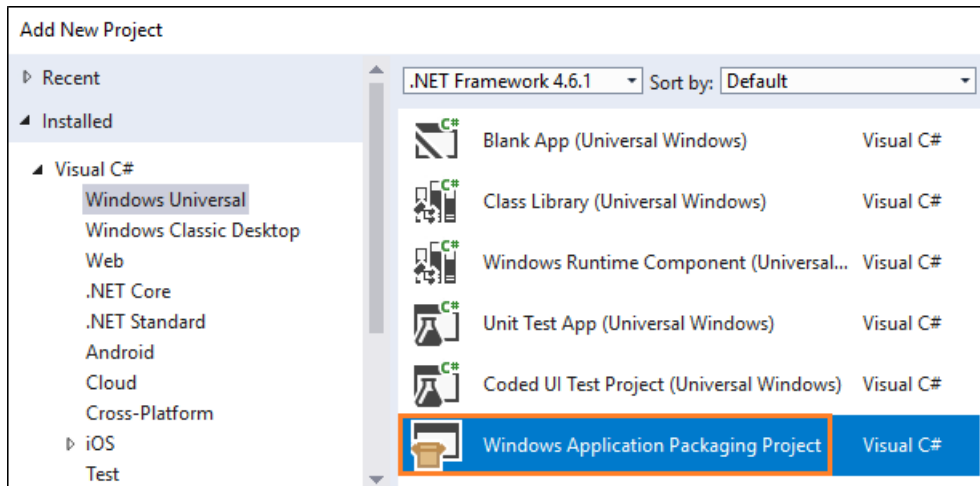 Add New Project
Recent
Installed
Visual C#
Windows Universal
Windows Classic Desktop
Web
.NET Core
.NET Standard
Android
Cloud
Cross-Platform
iOS
Test
.NET Framework 4.6.1 Sort by: Default
C# Blank App (Universal Windows) Visual C#
C# Class Library (Universal Windows) Visual C#
C# Windows Runtime Component (Universal... Visual C#
C# Unit Test App (Universal Windows) Visual C#
C# Coded UI Test Project (Universal Windows) Visual C#
Windows Application Packaging Project Visual C#